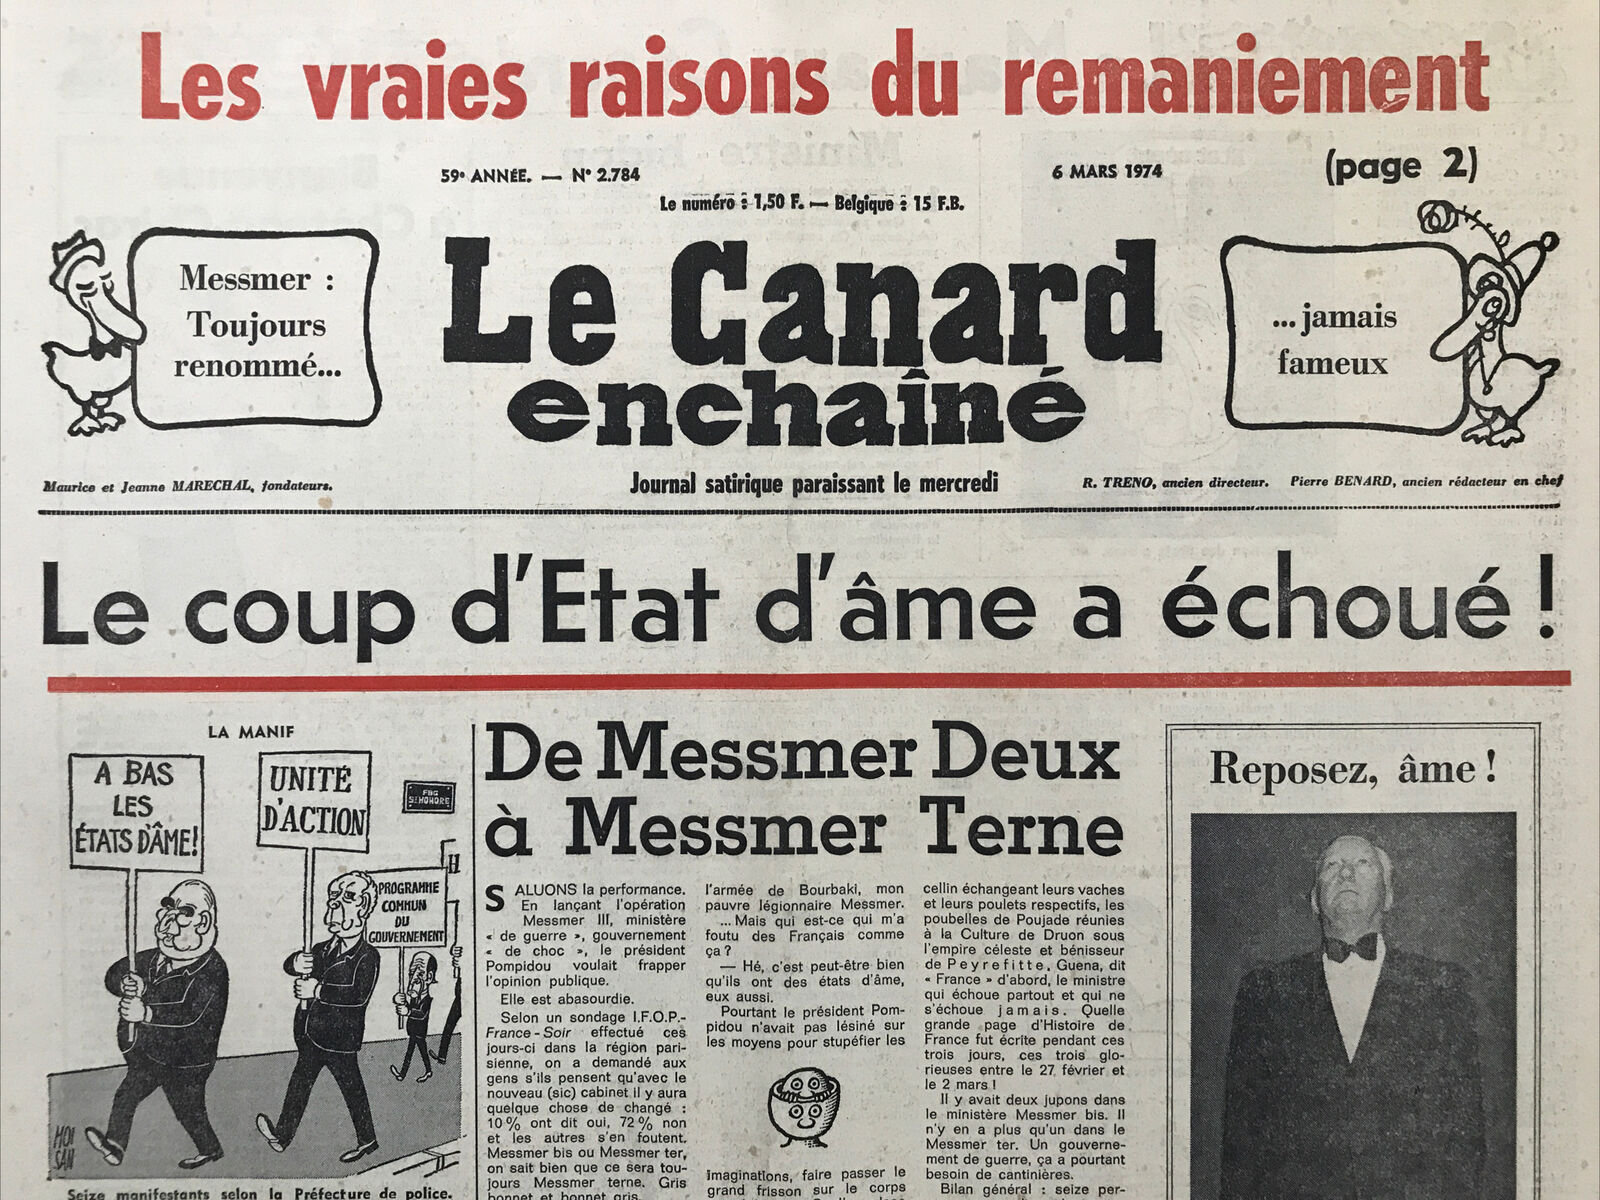 Les vraies raisons du remaniement
(page 2)
59e ANNÉE. — N° 2.784
6 MARS 1974
Le numéro : 1,50 F. — Belgique : 15 F.B.
Messmer :
Toujours
renommé...
Le Canard
enchaîné
...jamais
fameux
Maurice et Jeanne MARECHAL, fondateurs.
Journal satirique paraissant le mercredi
R. TRENO, ancien directeur. Pierre BENARD, ancien rédacteur en chef
Le coup d'Etat d'âme a échoué !
LA MANIF
A BAS
LES
ÉTATS D'ÂME!
UNITÉ
D'ACTION
FBG
St HONORE
PROGRAMME
COMMUN
DU
GOUVERNEMENT
H
MOI
SAN
Seize manifestants selon la Préfecture de police.
De Messmer Deux
à Messmer Terne
SALUONS la performance.
En lançant l'opération
Messmer III, ministère
« de guerre », gouvernement
« de choc », le président
Pompidou voulait frapper
l'opinion publique.
Elle est abasourdie.
Selon un sondage I.F.O.P.-
France-Soir effectué ces
jours-ci dans la région pari-
sienne, on a demandé aux
gens s'ils pensent qu'avec le
nouveau (sic) cabinet il y aura
quelque chose de changé :
10 % ont dit oui, 72 % non
et les autres s'en foutent.
Messmer bis ou Messmer ter,
on sait bien que ce sera tou-
jours Messmer terne. Gris
bonnet et bonnet gris.
l'armée de Bourbaki, mon
pauvre légionnaire Messmer.
...Mais qui est-ce qui m'a
foutu des Français comme
ça ?
— Hé, c'est peut-être bien
qu'ils ont des états d'âme,
eux aussi.
Pourtant le président Pom-
pidou n'avait pas lésiné sur
les moyens pour stupéfier les
Imaginations, faire passer le
grand frisson sur le corps
cellin échangeant leurs vaches
et leurs poulets respectifs, les
poubelles de Poujade réunies
à la Culture de Druon sous
l'empire céleste et bénisseur
de Peyrefitte, Guena, dit
« France » d'abord, le ministre
qui échoue partout et qui ne
s'échoue jamais. Quelle
grande page d'Histoire de
France fut écrite pendant ces
trois jours, ces trois glo-
rieuses entre le 27 février et
le 2 mars !
Il y avait deux jupons dans
le ministère Messmer bis. Il
n'y en a plus qu'un dans le
Messmer ter. Un gouverne-
ment de guerre, ça a pourtant
besoin de cantinières.
Bilan général : seize per-
Reposez, âme !